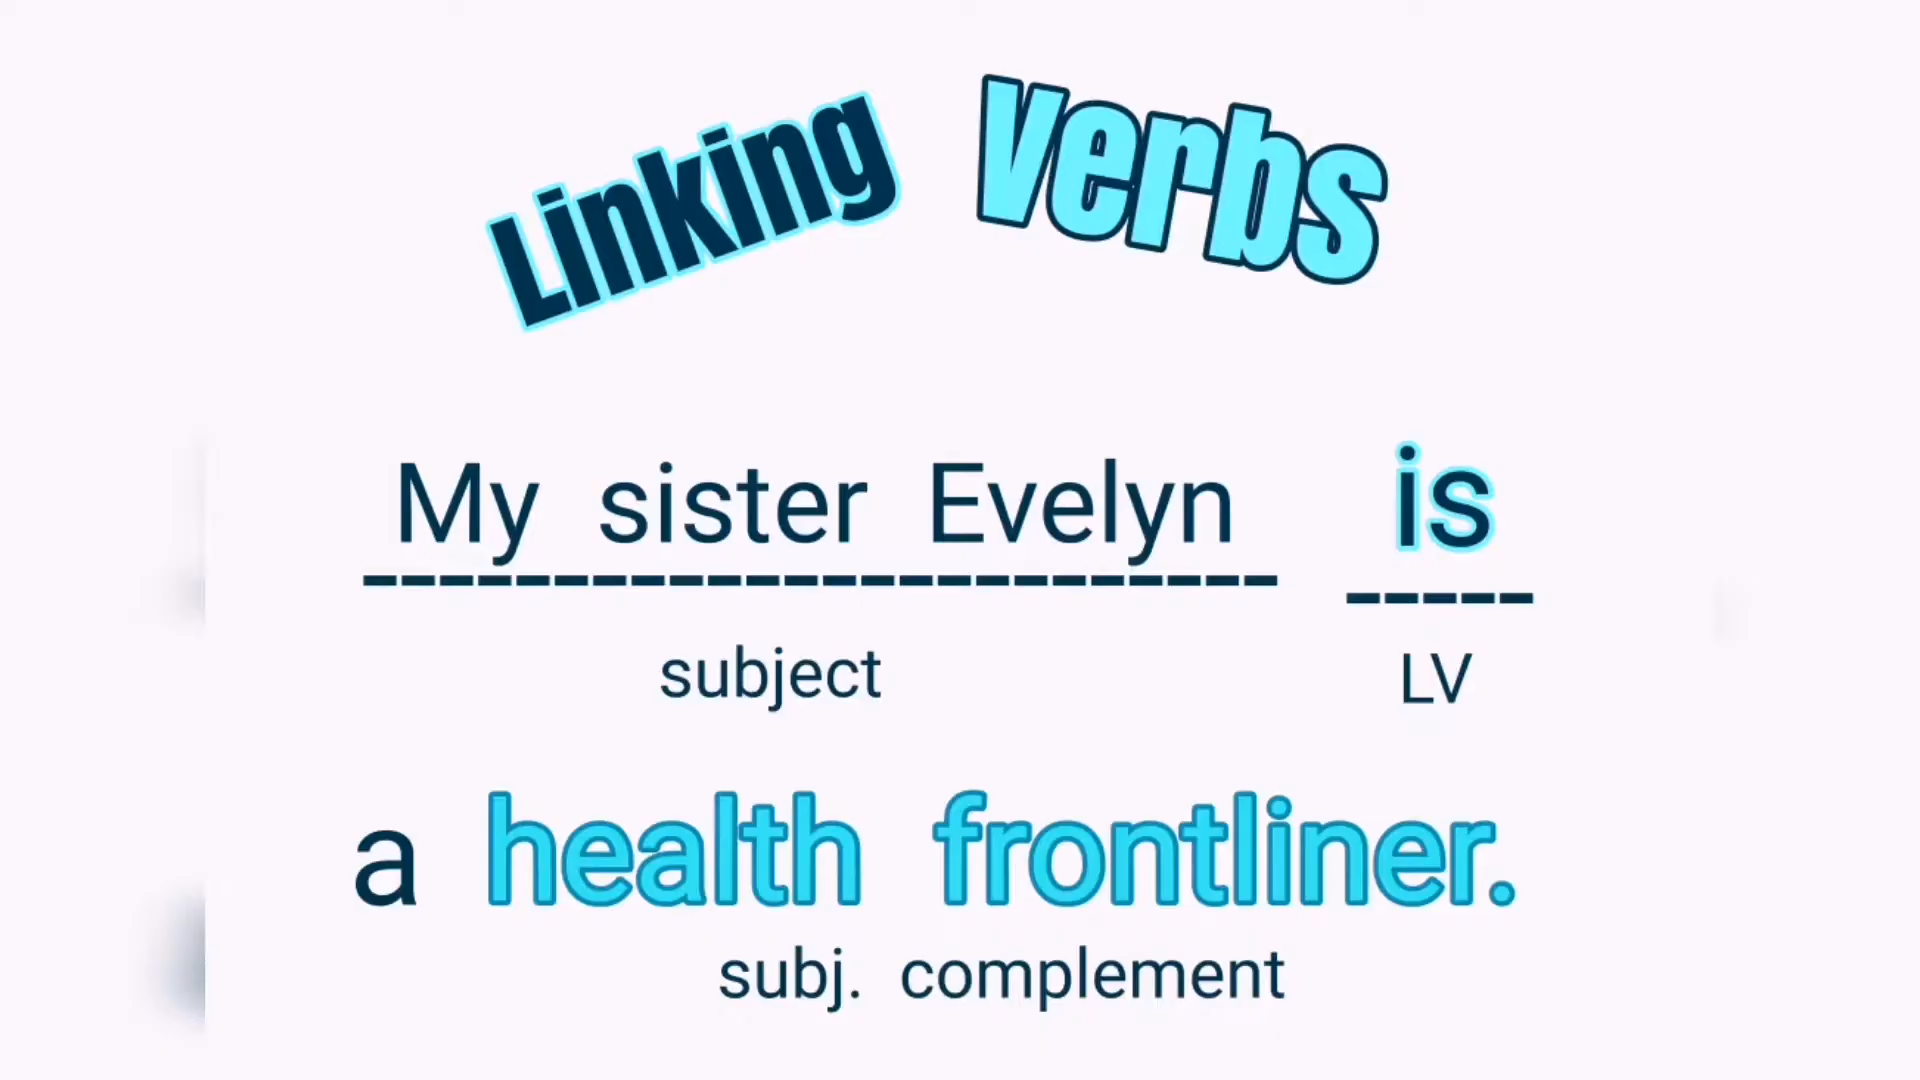 Linking verbs
My sister Evelyn is
subject LV
a health frontliner.
subj. complement